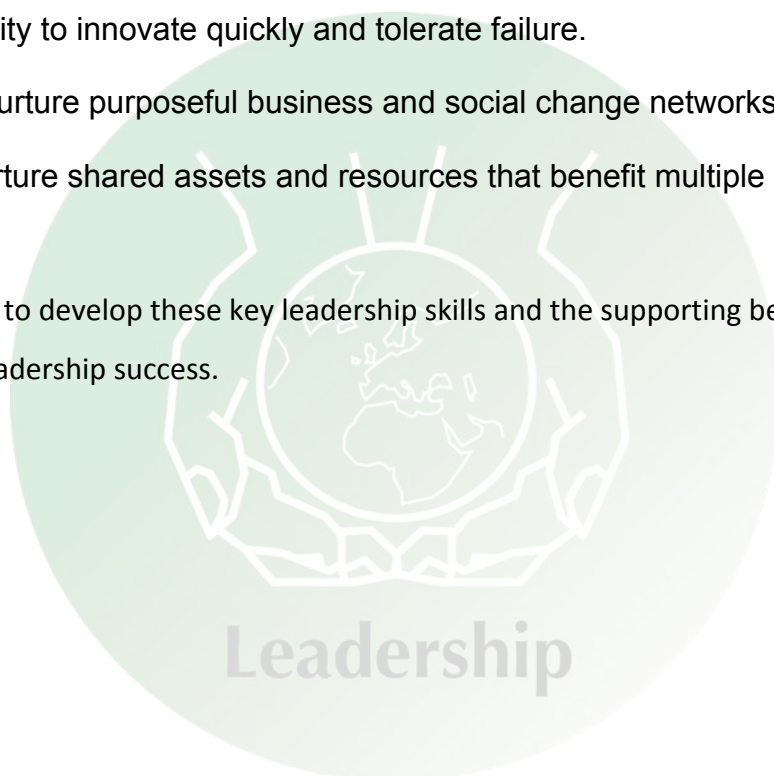 ity to innovate quickly and tolerate failure.
urture purposeful business and social change networks
rture shared assets and resources that benefit multiple
to develop these key leadership skills and the supporting be
adership success.
Leadership